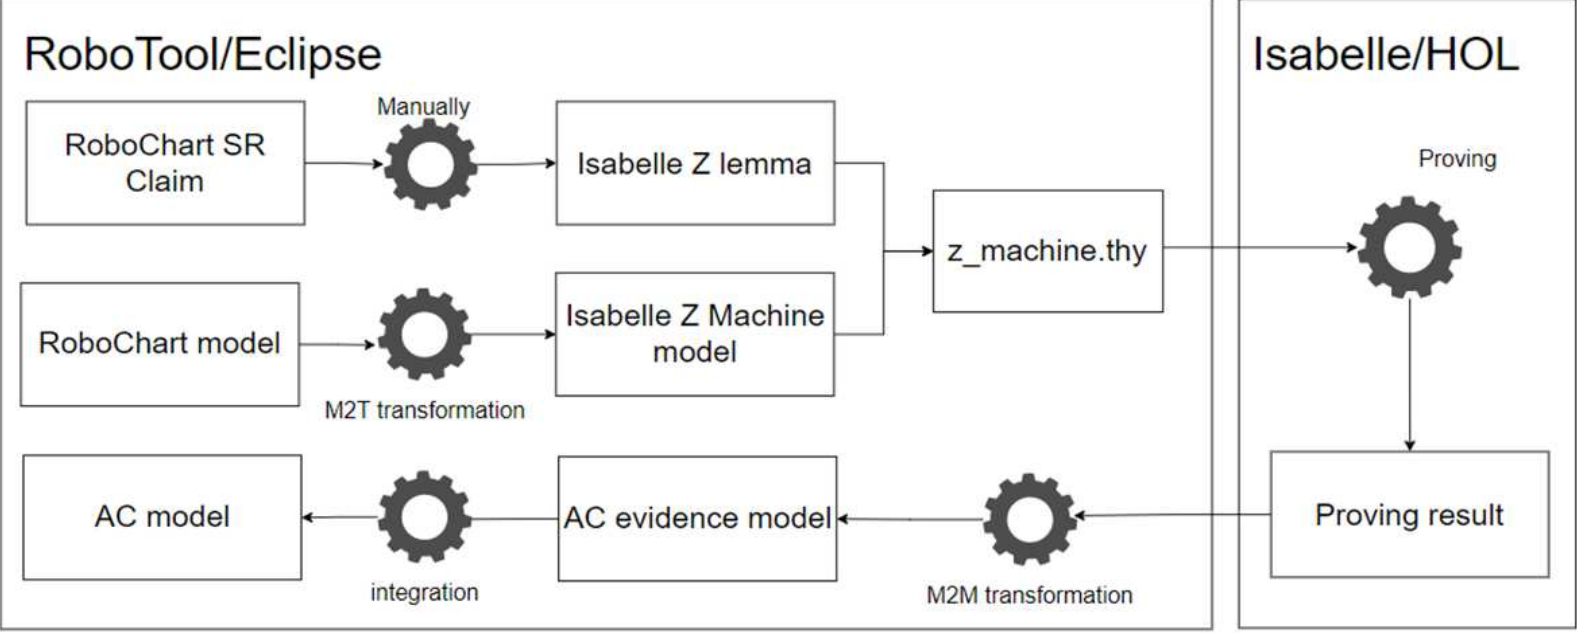 RoboTool/Eclipse
Isabelle/HOL
Manually
RoboChart SR
Claim
Isabelle Z lemma
Proving
z_machine.thy
RoboChart model
Isabelle Z Machine
model
M2T transformation
AC model
AC evidence model
Proving result
integration
M2M transformation